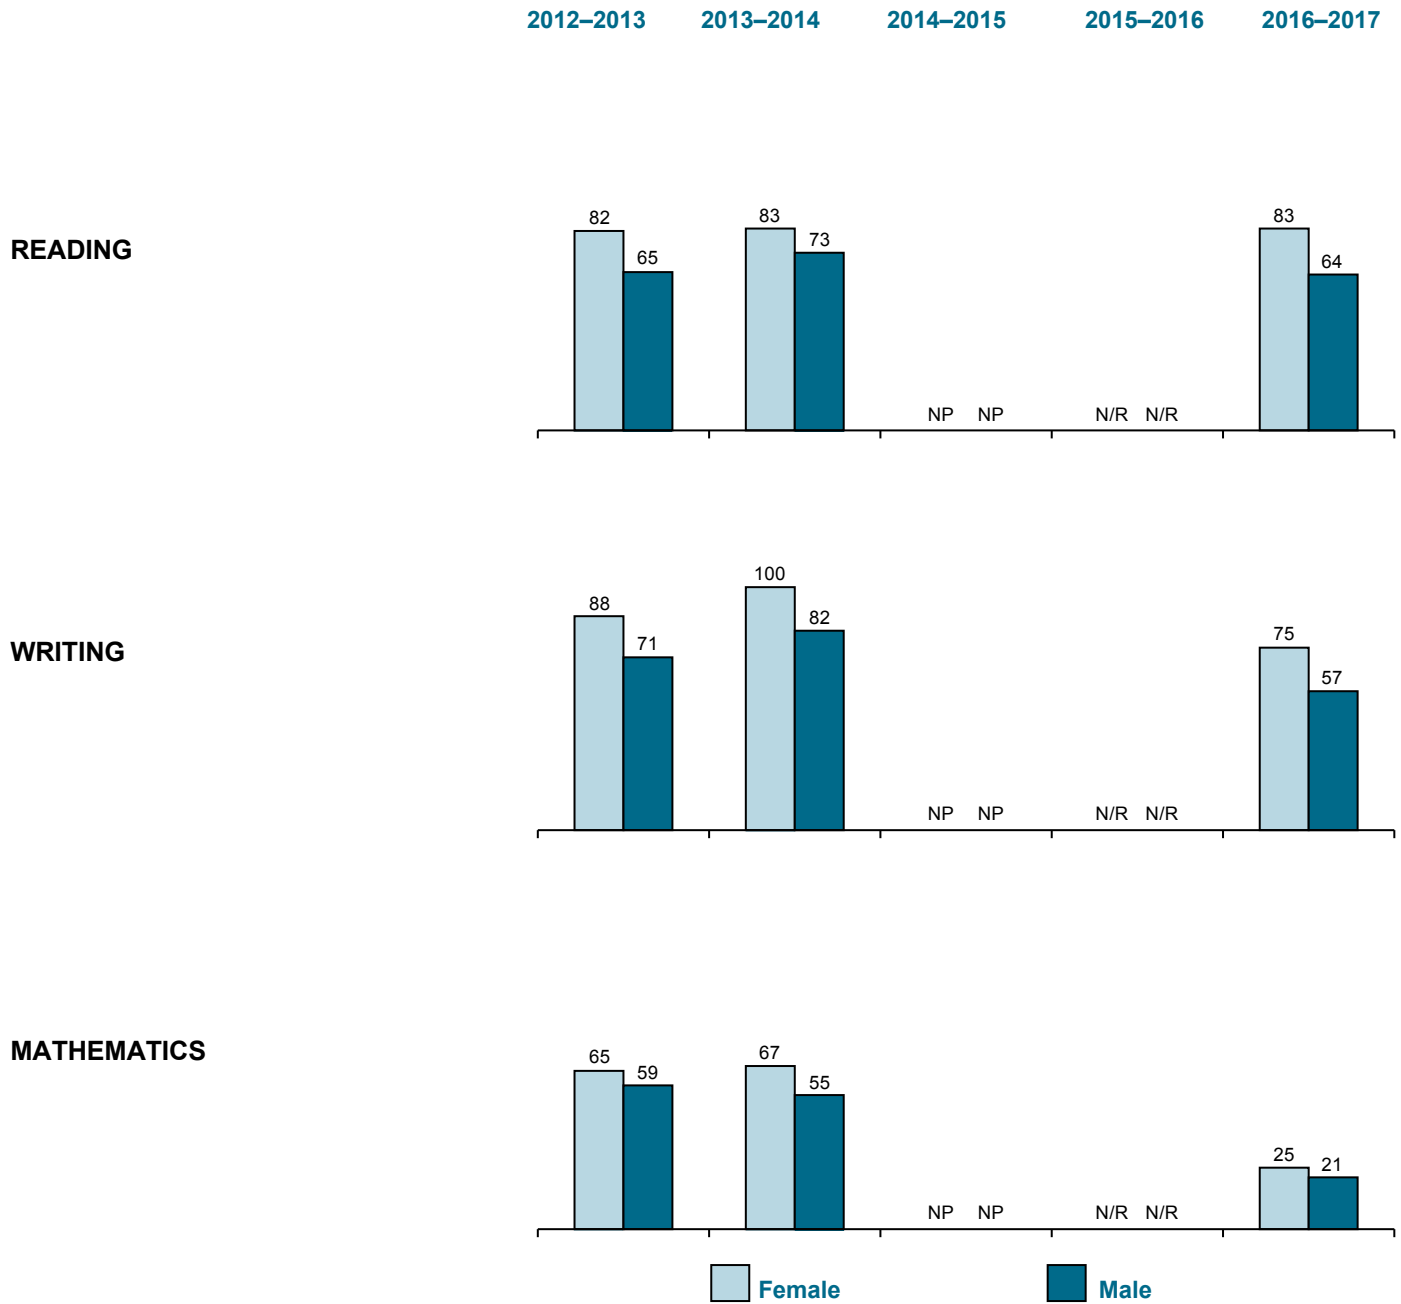 2012–2013 2013–2014 2014–2015 2015–2016 2016–2017
READING
82 65 83 73 NP NP N/R N/R 83 64
WRITING
88 71 100 82 NP NP N/R N/R 75 57
MATHEMATICS
65 59 67 55 NP NP N/R N/R 25 21
Female Male